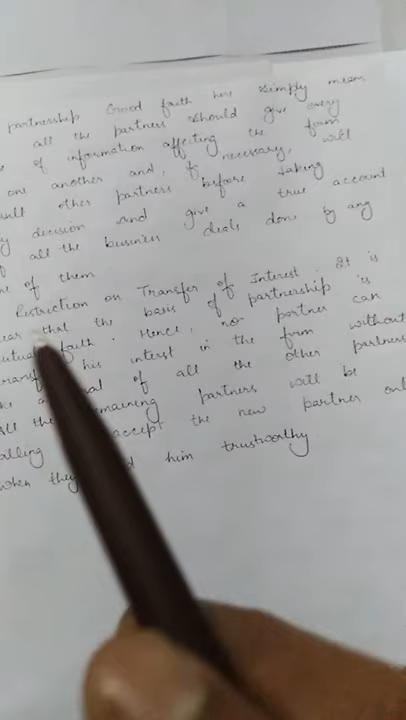 partnership Good faith here simply means
all the partners should give every
of information affecting the firm
one another and, if necessary, will
other partners before taking
decision and give a true account
all the business deals done by any
of them
Restriction on Transfer of Interest. It is
that the basis of partnership is
faith. Hence, no partner can
his interst in the firm without
of all the other partners
All the remaining partners will be
accept the new partner
when they him trustworthy